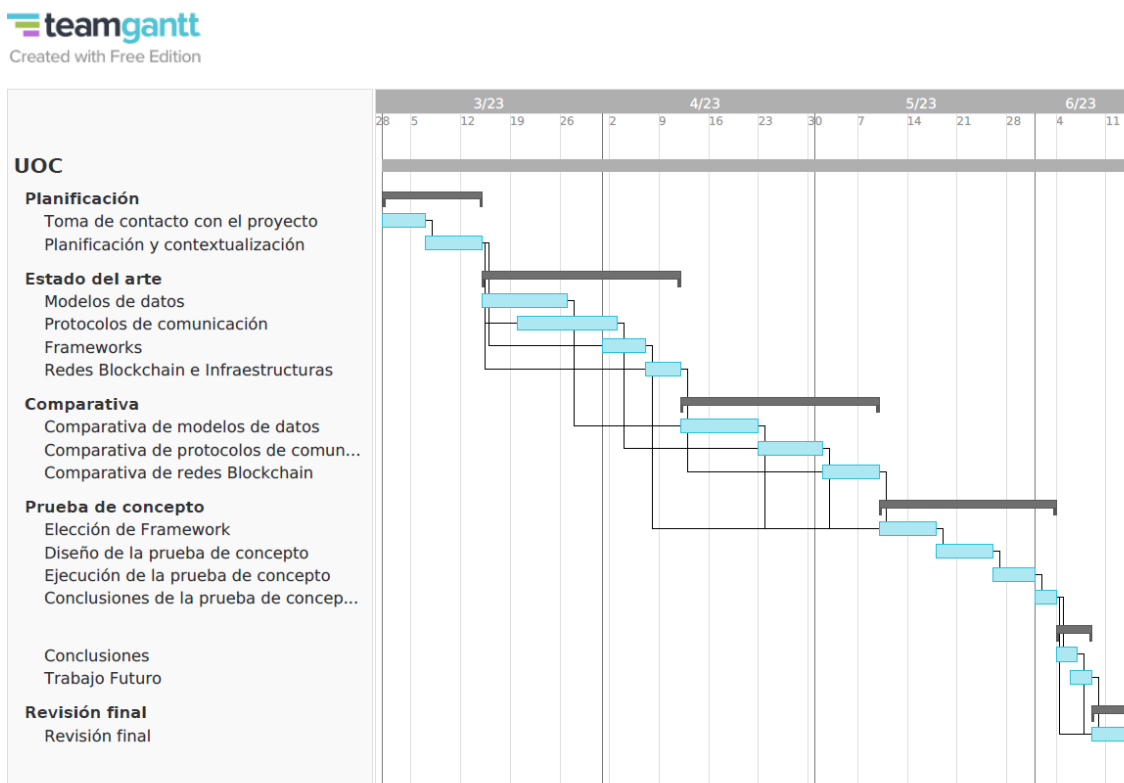 teamgantt
Created with Free Edition
3/23 4/23 5/23 6/23
28 5 12 19 26 2 9 16 23 30 7 14 21 28 4 11
UOC
Planificación
Toma de contacto con el proyecto
Planificación y contextualización
Estado del arte
Modelos de datos
Protocolos de comunicación
Frameworks
Redes Blockchain e Infraestructuras
Comparativa
Comparativa de modelos de datos
Comparativa de protocolos de comun...
Comparativa de redes Blockchain
Prueba de concepto
Elección de Framework
Diseño de la prueba de concepto
Ejecución de la prueba de concepto
Conclusiones de la prueba de concep...
Conclusiones
Trabajo Futuro
Revisión final
Revisión final